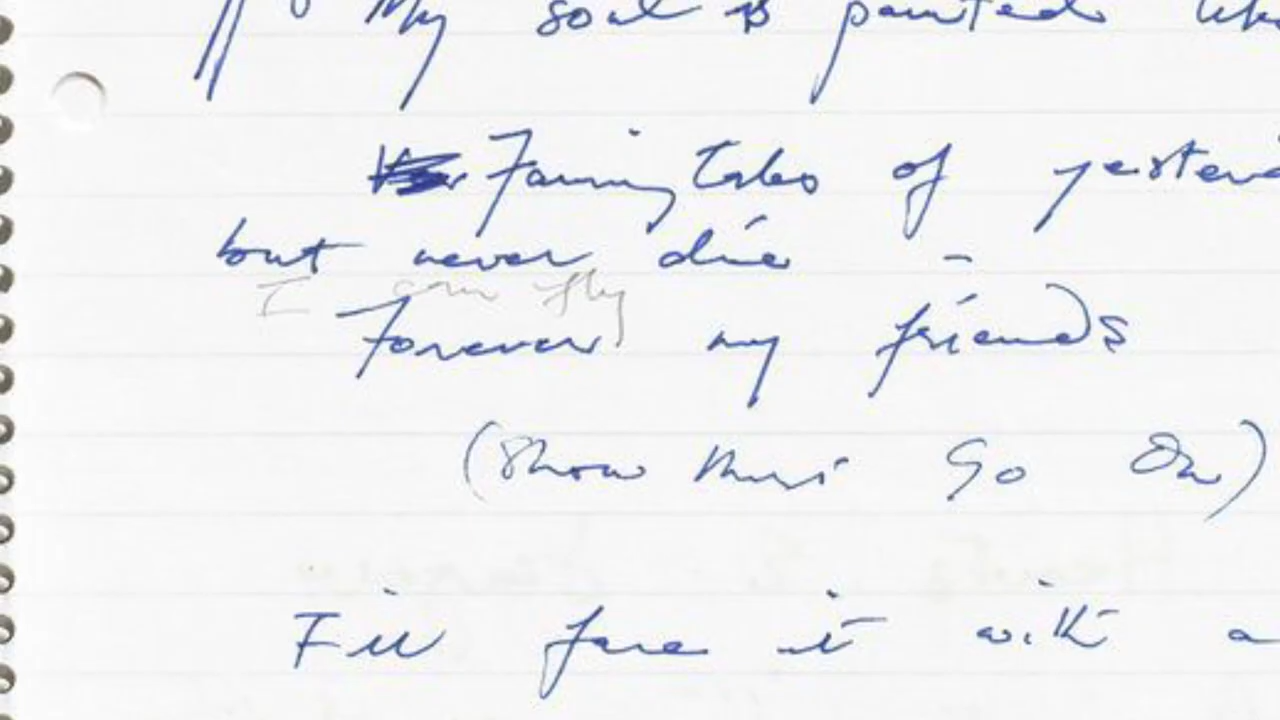 My soul is painted
Fairy tales of
but never die -
I can fly
Forever my friends
(Show Must Go On)
I'll face it with a